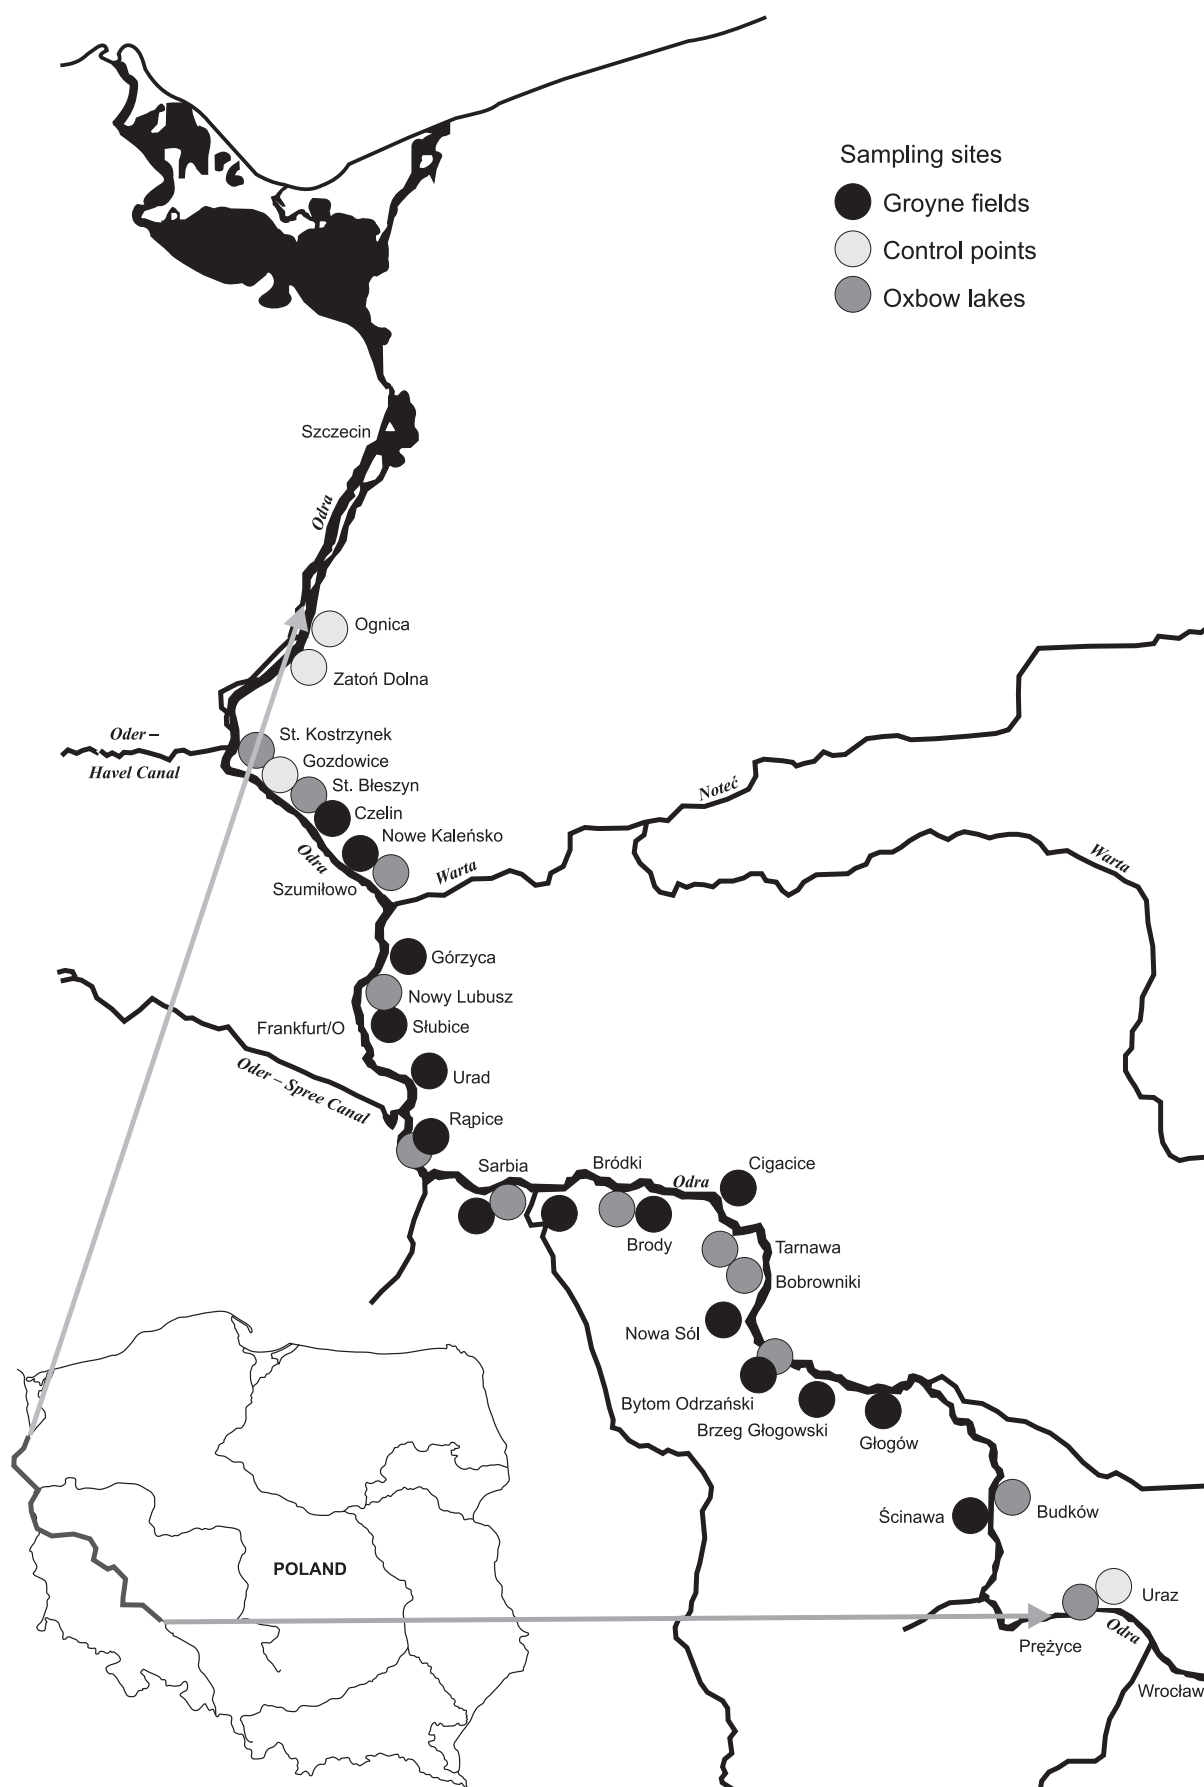 Sampling sites
Groyne fields
Control points
Oxbow lakes
Szczecin
Odra
Ognica
Zatoń Dolna
Oder –
Havel Canal
St. Kostrzynek
Gozdowice
St. Błeszyn
Czelin
Nowe Kaleńsko
Odra
Szumiłowo
Noteć
Warta
Warta
Górzyca
Nowy Lubusz
Frankfurt/O
Słubice
Oder – Spree Canal
Urad
Rąpice
Sarbia
Bródki
Odra
Cigacice
Brody
Tarnawa
Bobrowniki
Nowa Sól
Bytom Odrzański
Brzeg Głogowski
Głogów
Ścinawa
Budków
POLAND
Uraz
Odra
Prężyce
Wrocław